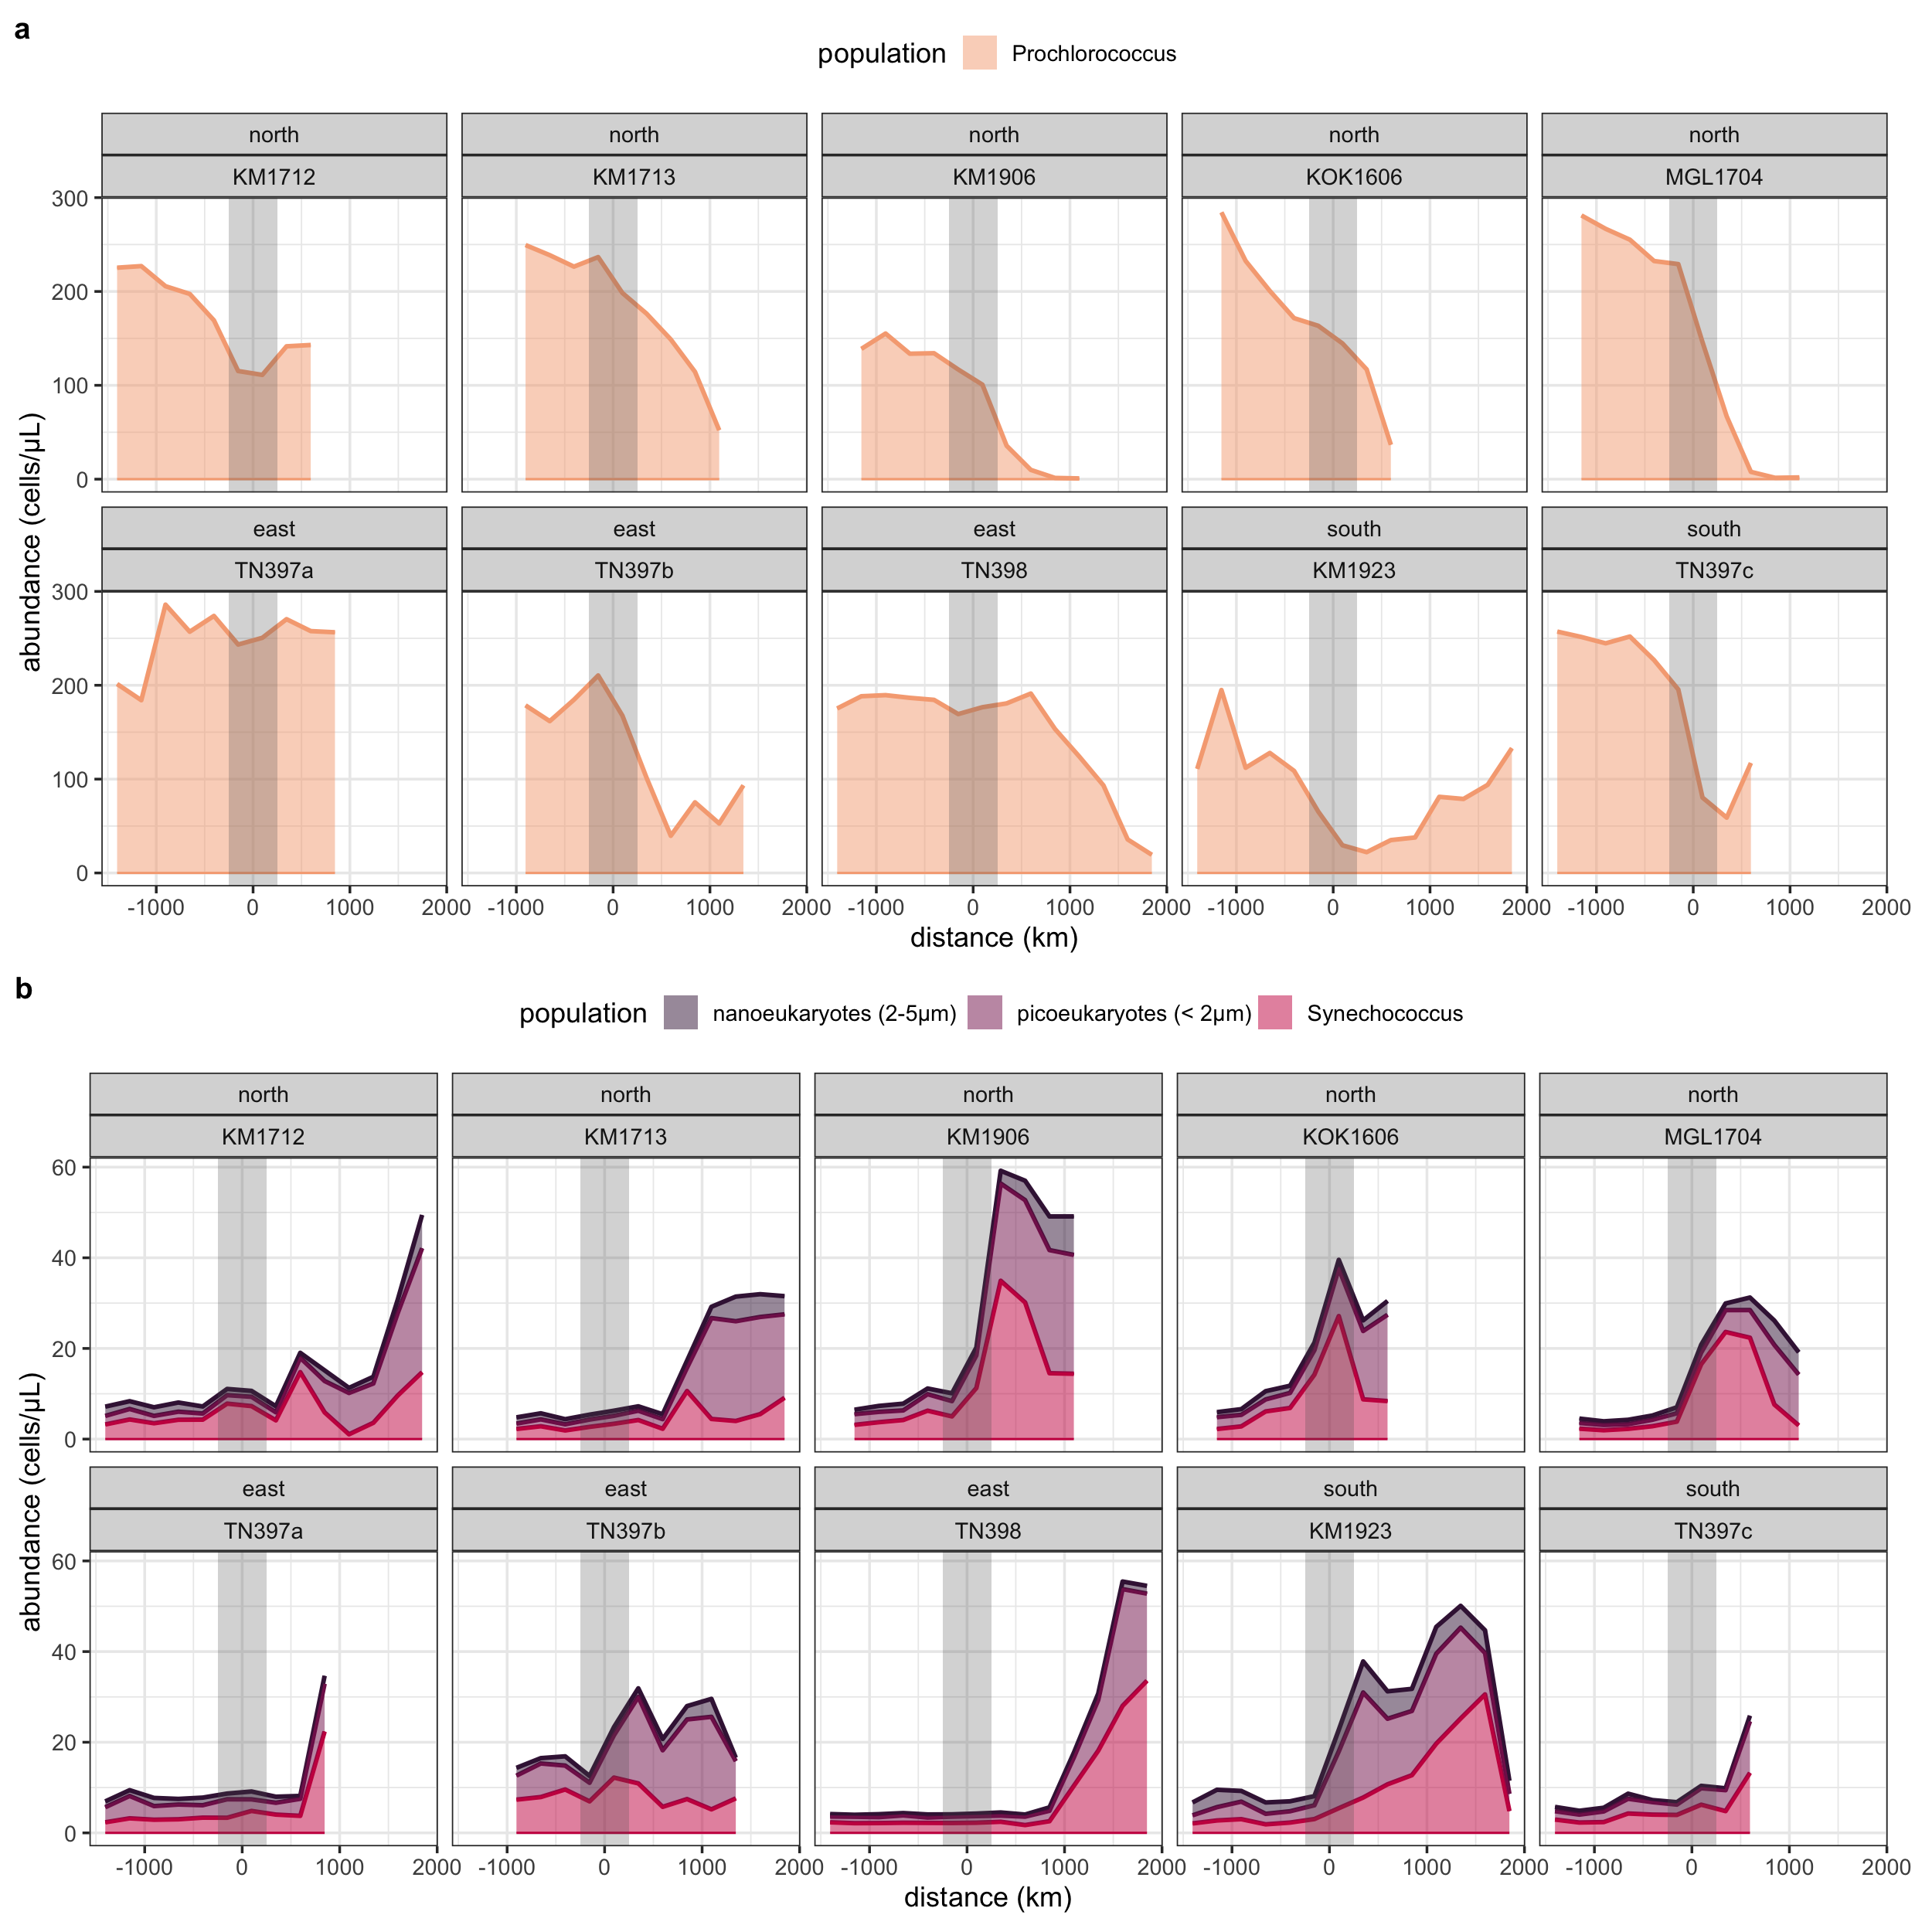 a
population Prochlorococcus
north north north north north
KM1712 KM1713 KM1906 KOK1606 MGL1704
300
200
100
0
east east east south south
TN397a TN397b TN398 KM1923 TN397c
300
200
100
0
abundance (cells/µL)
-1000 0 1000 2000 -1000 0 1000 2000 -1000 0 1000 2000 -1000 0 1000 2000 -1000 0 1000 2000
distance (km)
b
population nanoeukaryotes (2-5µm) picoeukaryotes (< 2µm) Synechococcus
north north north north north
KM1712 KM1713 KM1906 KOK1606 MGL1704
60
40
20
0
east east east south south
TN397a TN397b TN398 KM1923 TN397c
60
40
20
0
abundance (cells/µL)
-1000 0 1000 2000 -1000 0 1000 2000 -1000 0 1000 2000 -1000 0 1000 2000 -1000 0 1000 2000
distance (km)